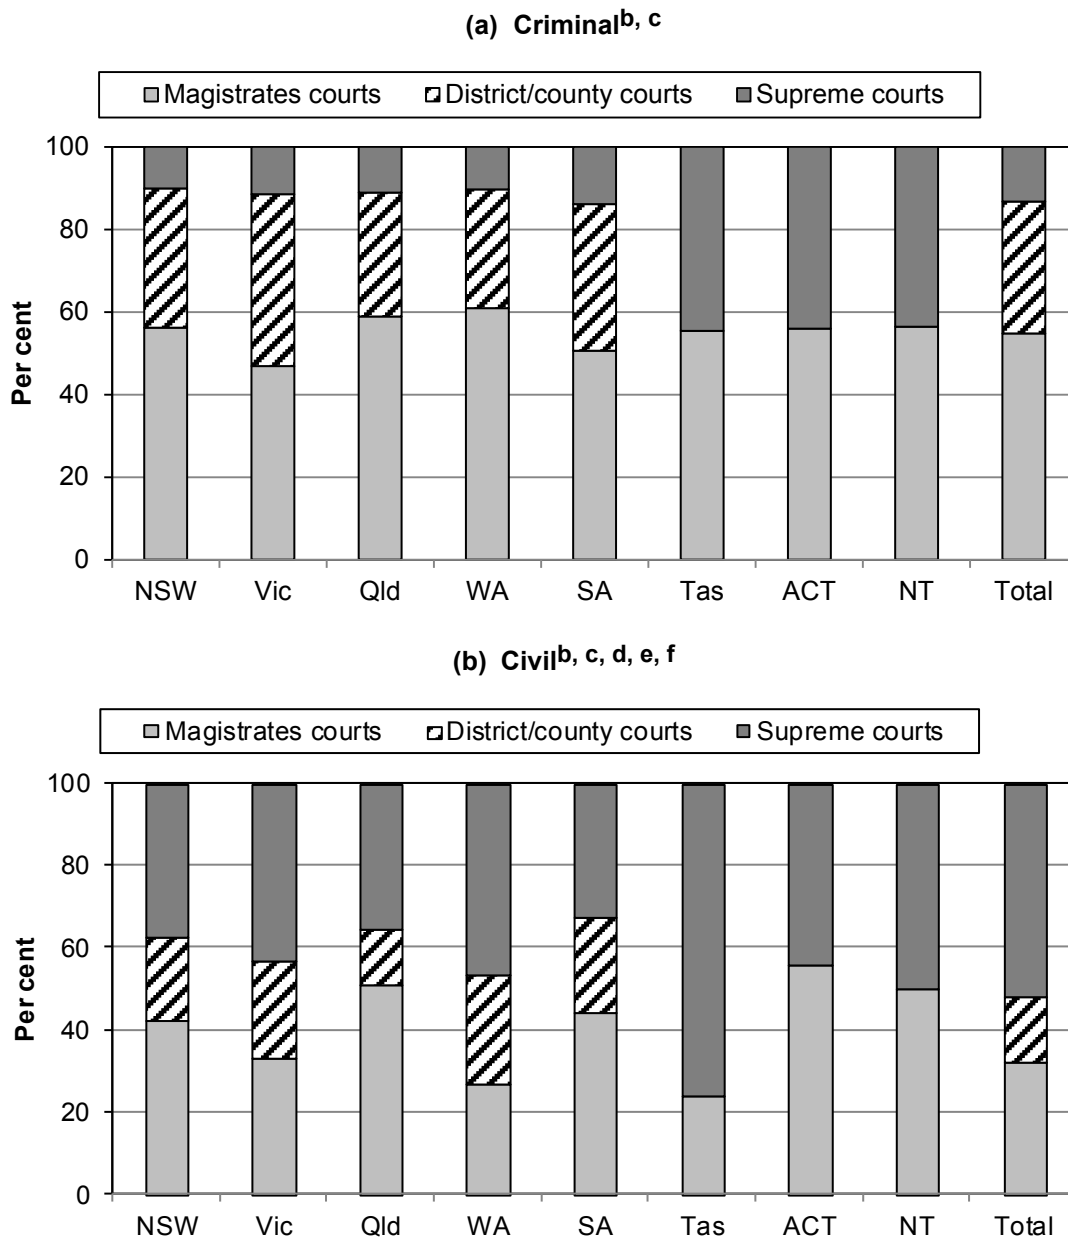 (a) Criminal b, c
Magistrates courts District/county courts Supreme courts
100
80
60
40
20
0
Per cent
NSW Vic Qld WA SA Tas ACT NT Total
(b) Civil b, c, d, e, f
Magistrates courts District/county courts Supreme courts
100
80
60
40
20
0
Per cent
NSW Vic Qld WA SA Tas ACT NT Total